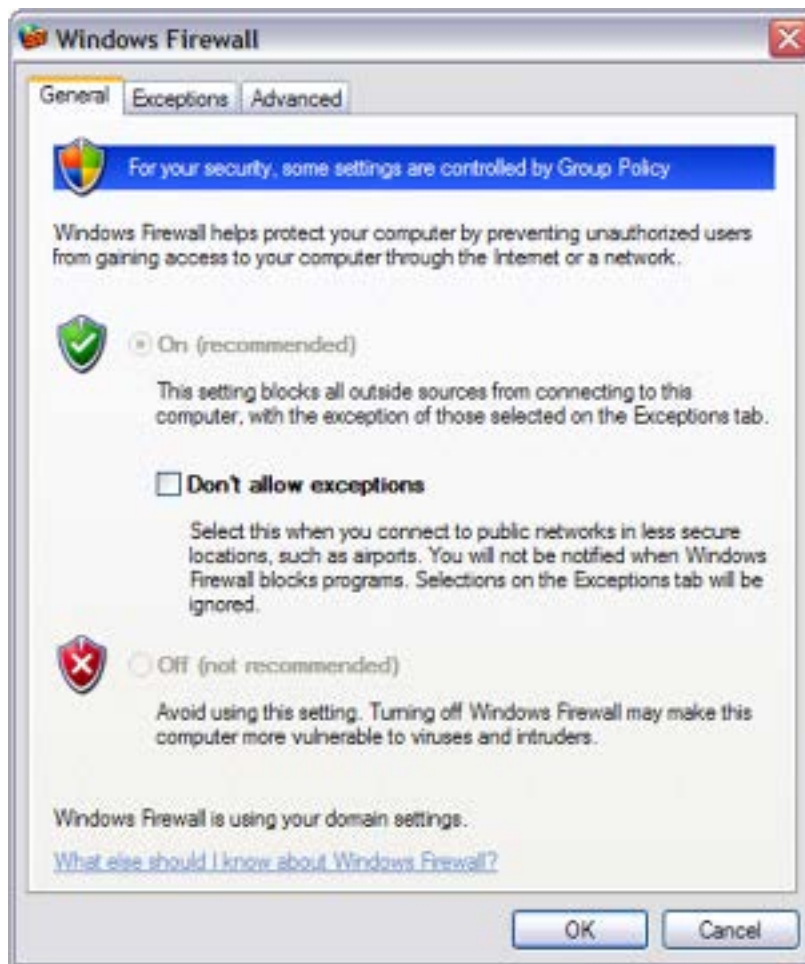 Windows Firewall
General
Exceptions
Advanced
For your security, some settings are controlled by Group Policy
Windows Firewall helps protect your computer by preventing unauthorized users
from gaining access to your computer through the Internet or a network.
On (recommended)
This setting blocks all outside sources from connecting to this
computer, with the exception of those selected on the Exceptions tab.
Don't allow exceptions
Select this when you connect to public networks in less secure
locations, such as airports. You will not be notified when Windows
Firewall blocks programs. Selections on the Exceptions tab will be
ignored.
Off (not recommended)
Avoid using this setting. Turning off Windows Firewall may make this
computer more vulnerable to viruses and intruders.
Windows Firewall is using your domain settings.
What else should I know about Windows Firewall?
OK
Cancel